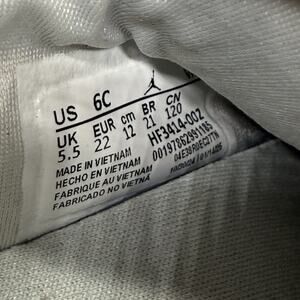 US 6C
UK EUR cm BR CN
5.5 22 12 21 120
MADE IN VIETNAM
HECHO EN VIETNAM
FABRIQUE AU VIETNAM
FABRICADO NO VIETNÃ
HF3414-002
00197862991185